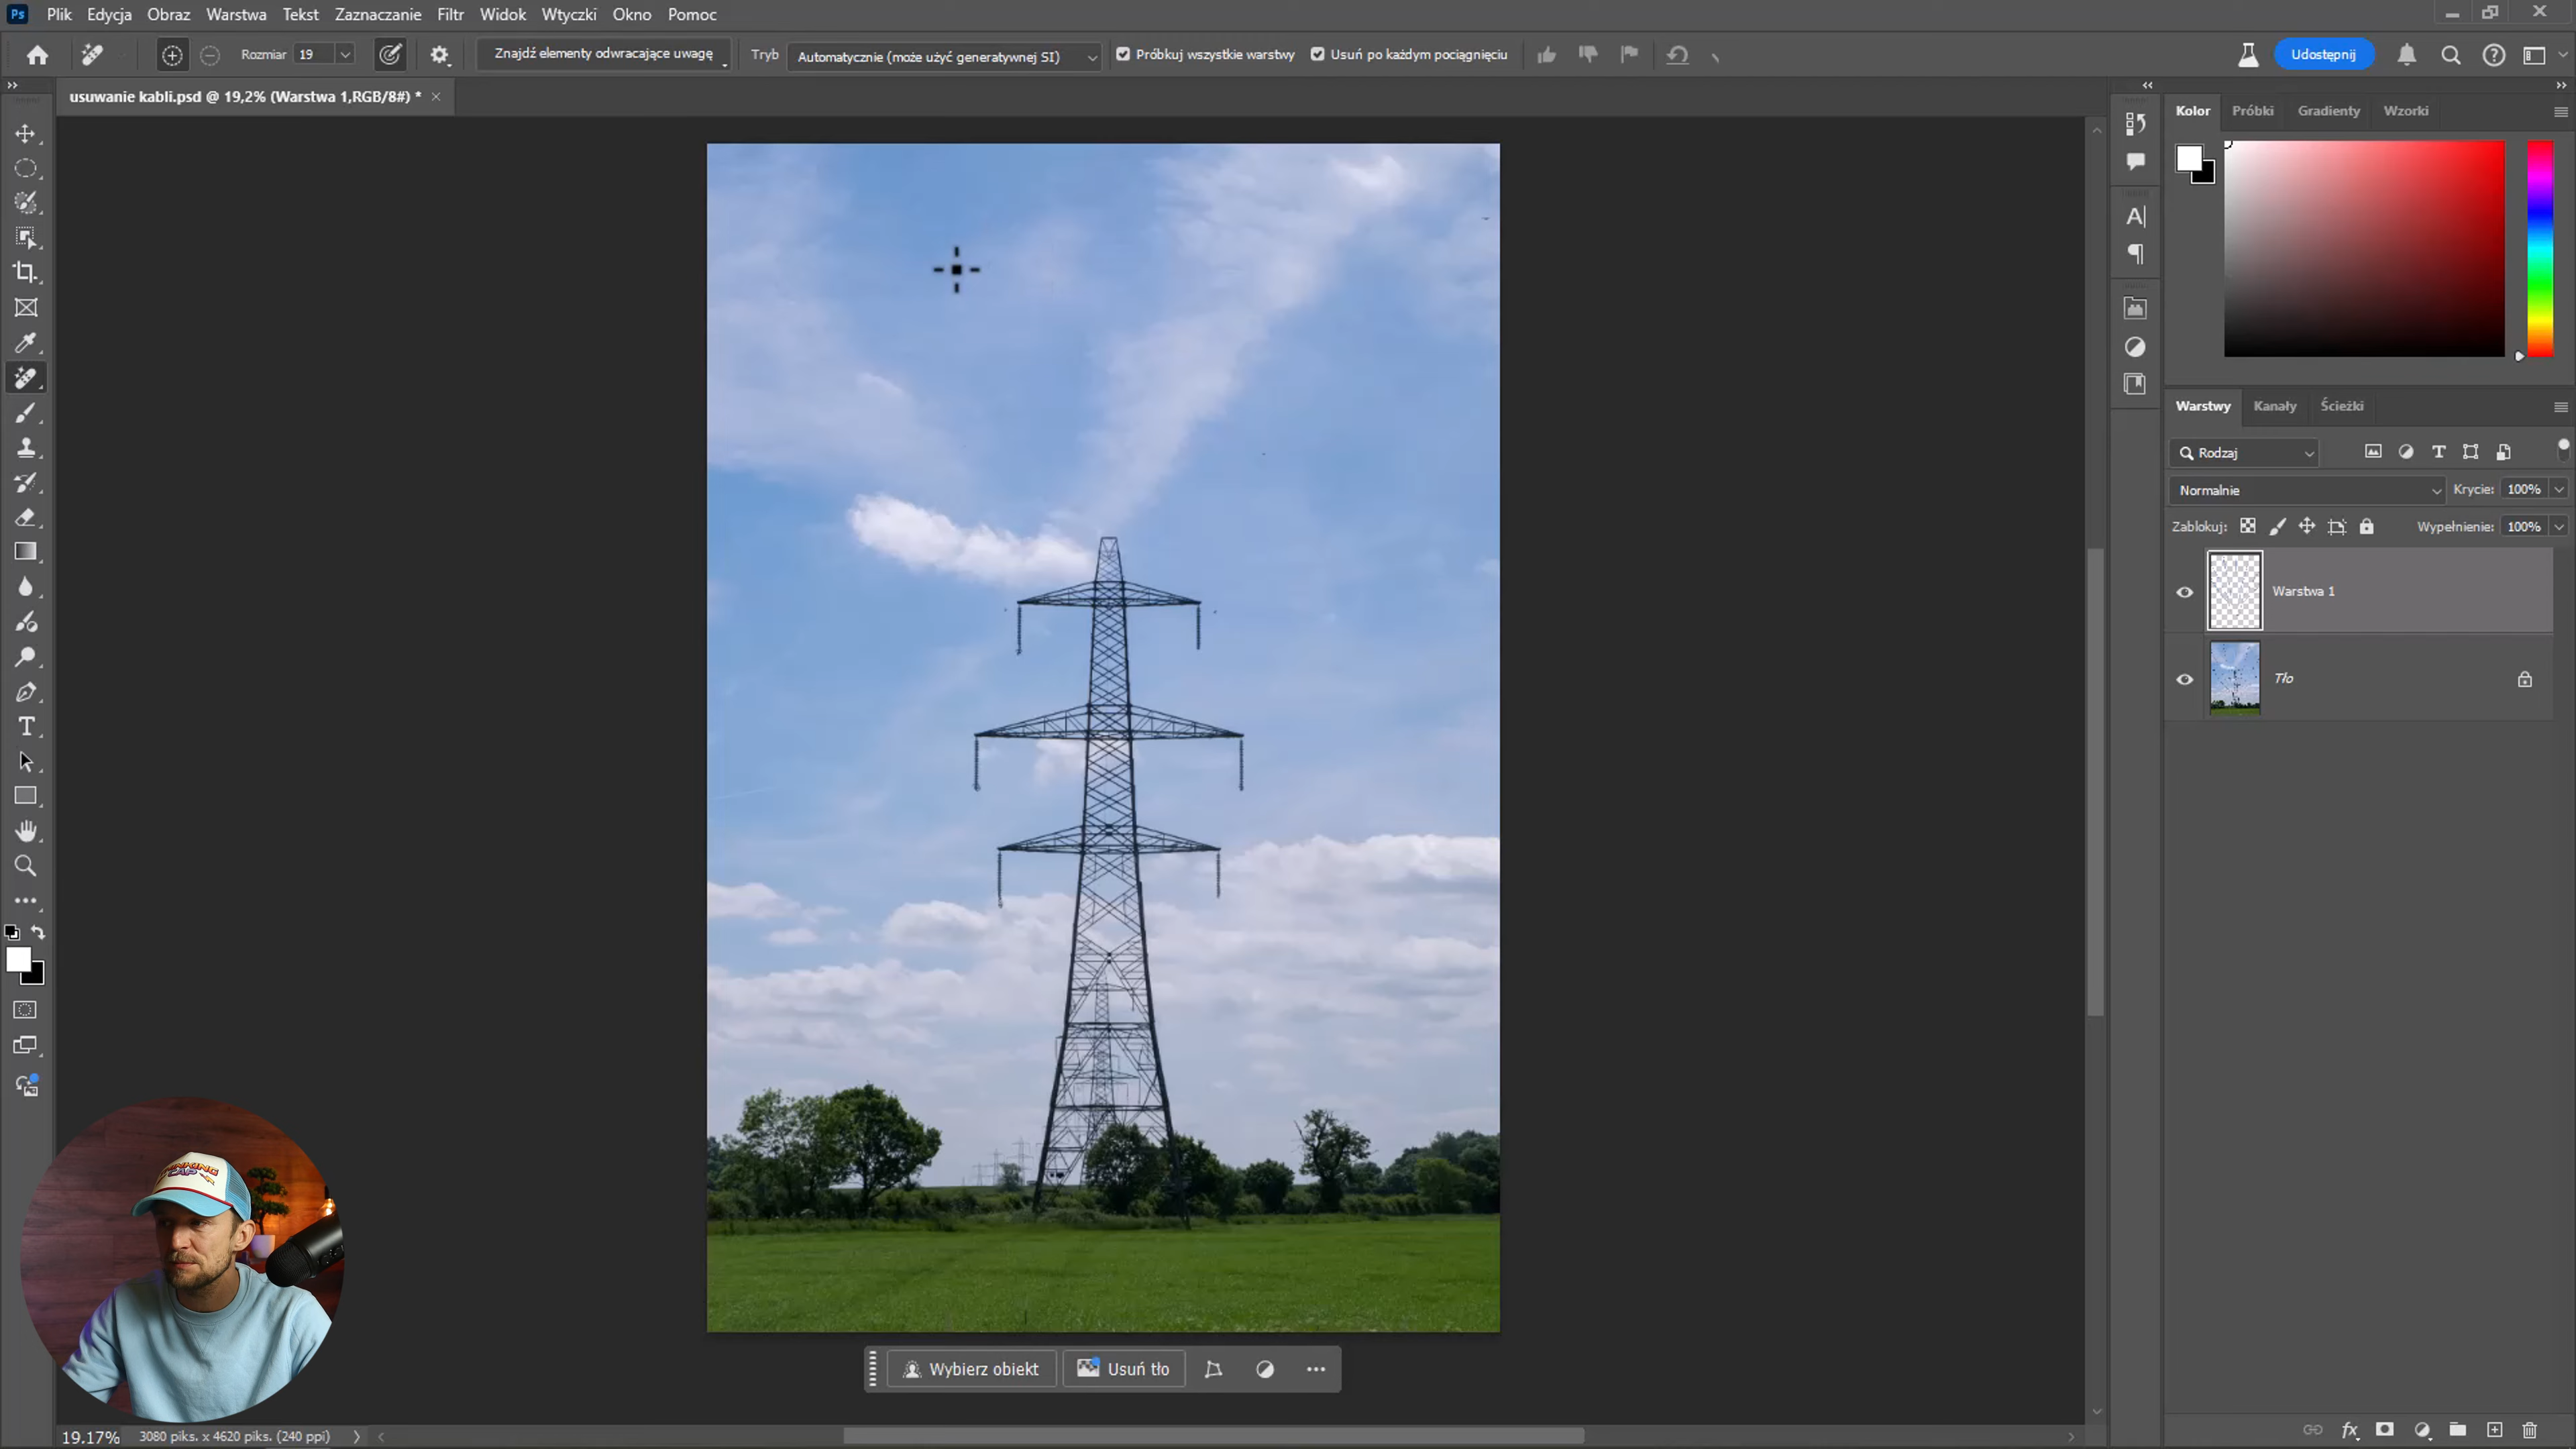 Ps Plik Edycja Obraz Warstwa Tekst Zaznaczanie Filtr Widok Wtyczki Okno Pomoc
Rozmiar 19 Znajdź elementy odwracające uwagę Tryb Automatycznie (może użyć generatywnej SI) Próbkuj wszystkie warstwy Usuń po każdym pociągnięciu Udostępnij
usuwanie kabli.psd @ 19,2% (Warstwa 1,RGB/8#) *
Kolor Próbki Gradienty Wzorki
Warstwy Kanały Ścieżki
Rodzaj
Normalnie Krycie: 100%
Zablokuj: Wypełnienie: 100%
Warstwa 1
Tło
THINKING
CAP
Wybierz obiekt Usuń tło
19.17% 3080 piks. x 4620 piks. (240 ppi)